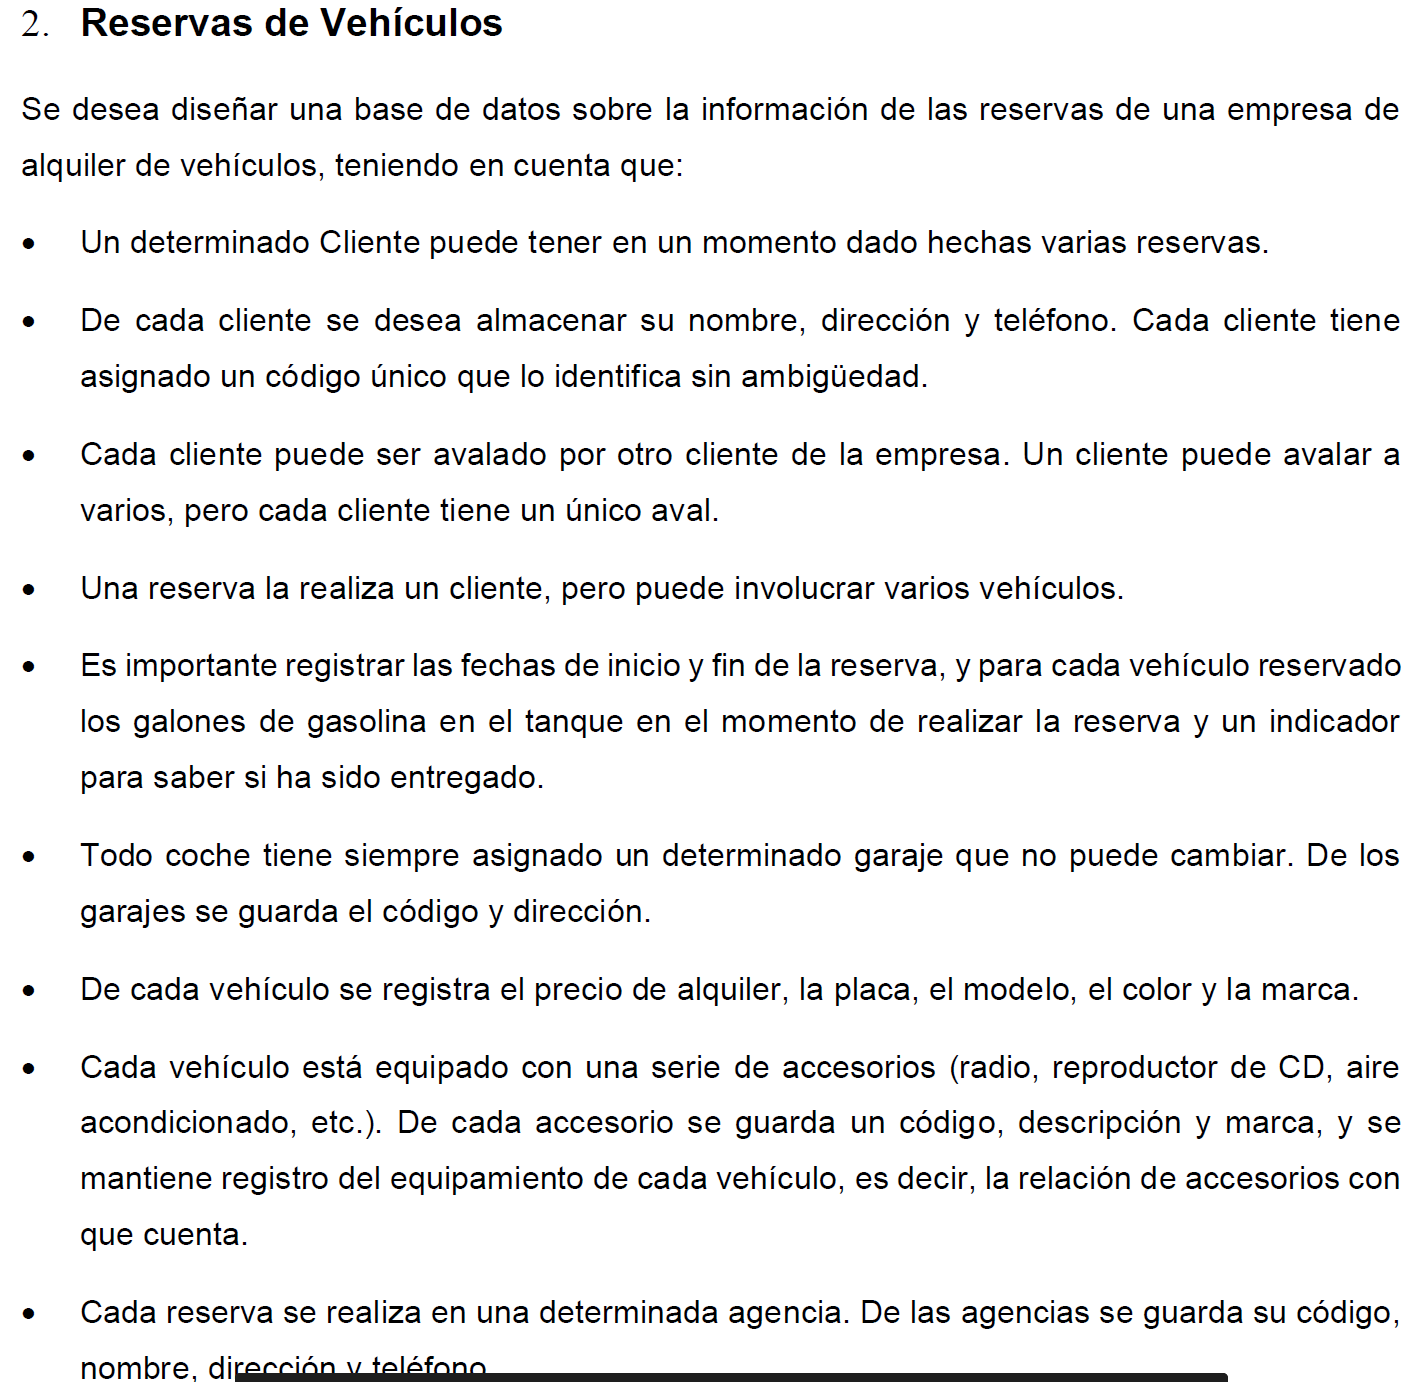 2. Reservas de Vehículos
Se desea diseñar una base de datos sobre la información de las reservas de una empresa de
alquiler de vehículos, teniendo en cuenta que:
• Un determinado Cliente puede tener en un momento dado hechas varias reservas.
• De cada cliente se desea almacenar su nombre, dirección y teléfono. Cada cliente tiene
asignado un código único que lo identifica sin ambigüedad.
• Cada cliente puede ser avalado por otro cliente de la empresa. Un cliente puede avalar a
varios, pero cada cliente tiene un único aval.
• Una reserva la realiza un cliente, pero puede involucrar varios vehículos.
• Es importante registrar las fechas de inicio y fin de la reserva, y para cada vehículo reservado
los galones de gasolina en el tanque en el momento de realizar la reserva y un indicador
para saber si ha sido entregado.
• Todo coche tiene siempre asignado un determinado garaje que no puede cambiar. De los
garajes se guarda el código y dirección.
• De cada vehículo se registra el precio de alquiler, la placa, el modelo, el color y la marca.
• Cada vehículo está equipado con una serie de accesorios (radio, reproductor de CD, aire
acondicionado, etc.). De cada accesorio se guarda un código, descripción y marca, y se
mantiene registro del equipamiento de cada vehículo, es decir, la relación de accesorios con
que cuenta.
• Cada reserva se realiza en una determinada agencia. De las agencias se guarda su código,
nombre, dirección y teléfono